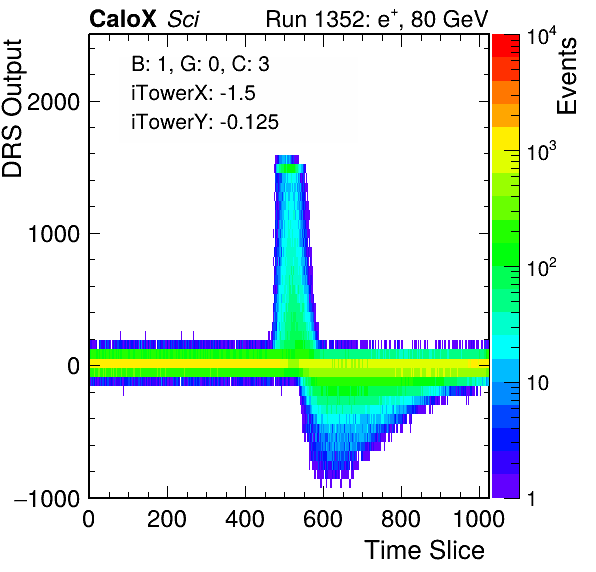 CaloX Sci
Run 1352: e+, 80 GeV
B: 1, G: 0, C: 3
iTowerX: -1.5
iTowerY: -0.125
DRS Output
2000
1000
0
−1000
0 200 400 600 800 1000
Time Slice
Events
10^4
10^3
10^2
10
1